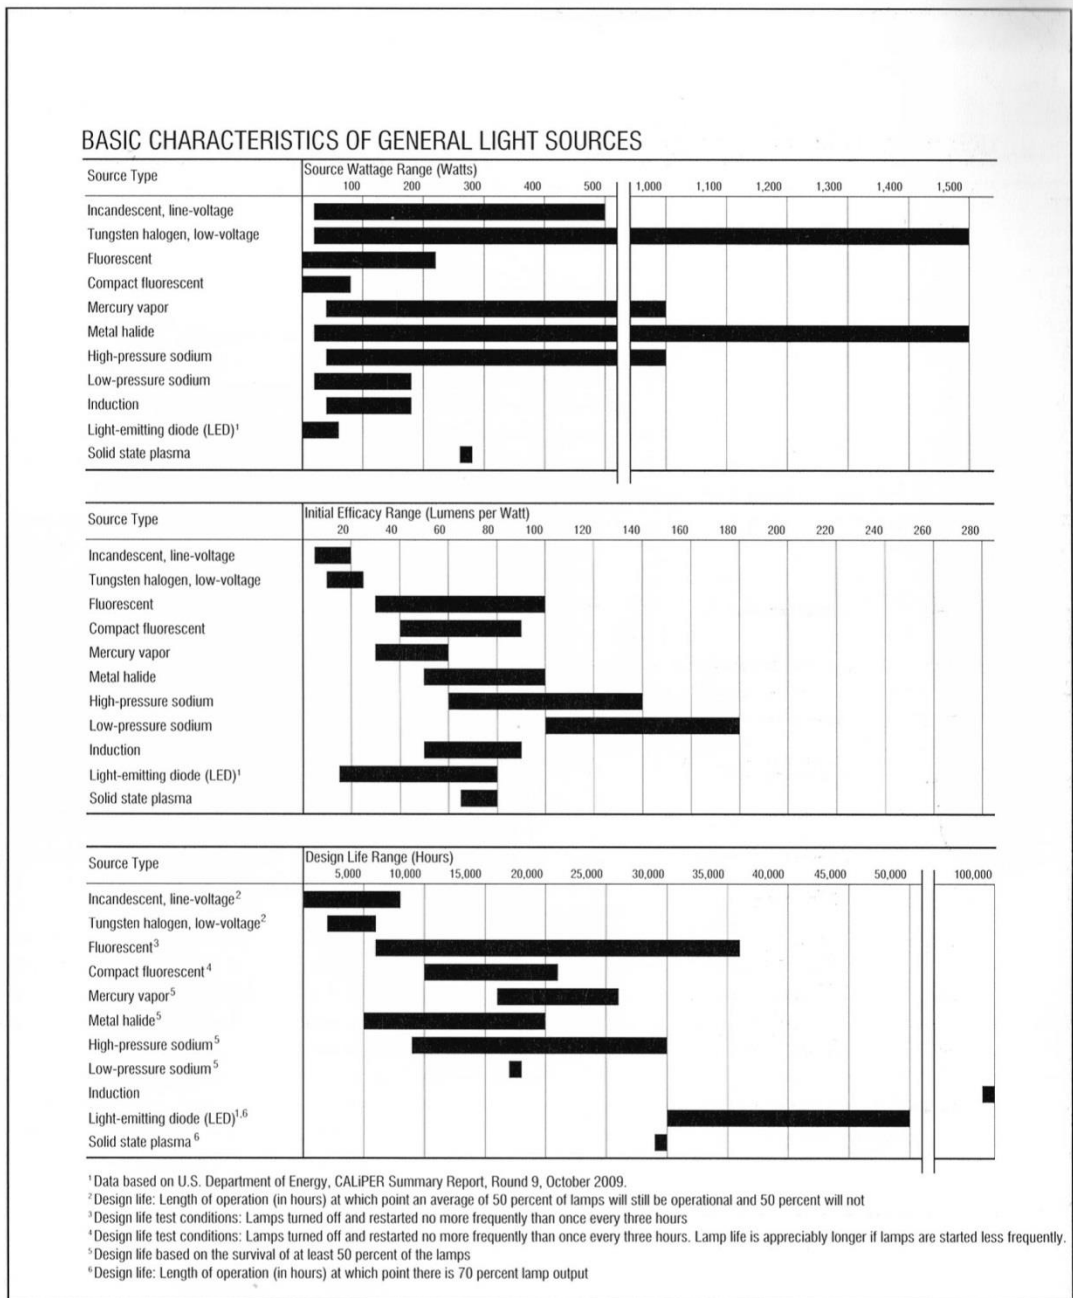 BASIC CHARACTERISTICS OF GENERAL LIGHT SOURCES
Source Type
Source Wattage Range (Watts)
100 200 300 400 500 1,000 1,100 1,200 1,300 1,400 1,500
Incandescent, line-voltage
Tungsten halogen, low-voltage
Fluorescent
Compact fluorescent
Mercury vapor
Metal halide
High-pressure sodium
Low-pressure sodium
Induction
Light-emitting diode (LED)¹
Solid state plasma
Source Type
Initial Efficacy Range (Lumens per Watt)
20 40 60 80 100 120 140 160 180 200 220 240 260 280
Incandescent, line-voltage
Tungsten halogen, low-voltage
Fluorescent
Compact fluorescent
Mercury vapor
Metal halide
High-pressure sodium
Low-pressure sodium
Induction
Light-emitting diode (LED)¹
Solid state plasma
Source Type
Design Life Range (Hours)
5,000 10,000 15,000 20,000 25,000 30,000 35,000 40,000 45,000 50,000 100,000
Incandescent, line-voltage²
Tungsten halogen, low-voltage²
Fluorescent³
Compact fluorescent⁴
Mercury vapor⁵
Metal halide⁵
High-pressure sodium⁵
Low-pressure sodium⁵
Induction
Light-emitting diode (LED)¹,⁶
Solid state plasma ⁶
¹Data based on U.S. Department of Energy, CALiPER Summary Report, Round 9, October 2009.
²Design life: Length of operation (in hours) at which point an average of 50 percent of lamps will still be operational and 50 percent will not
³Design life test conditions: Lamps turned off and restarted no more frequently than once every three hours
⁴Design life test conditions: Lamps turned off and restarted no more frequently than once every three hours. Lamp life is appreciably longer if lamps are started less frequently.
⁵Design life based on the survival of at least 50 percent of the lamps
⁶Design life: Length of operation (in hours) at which point there is 70 percent lamp output